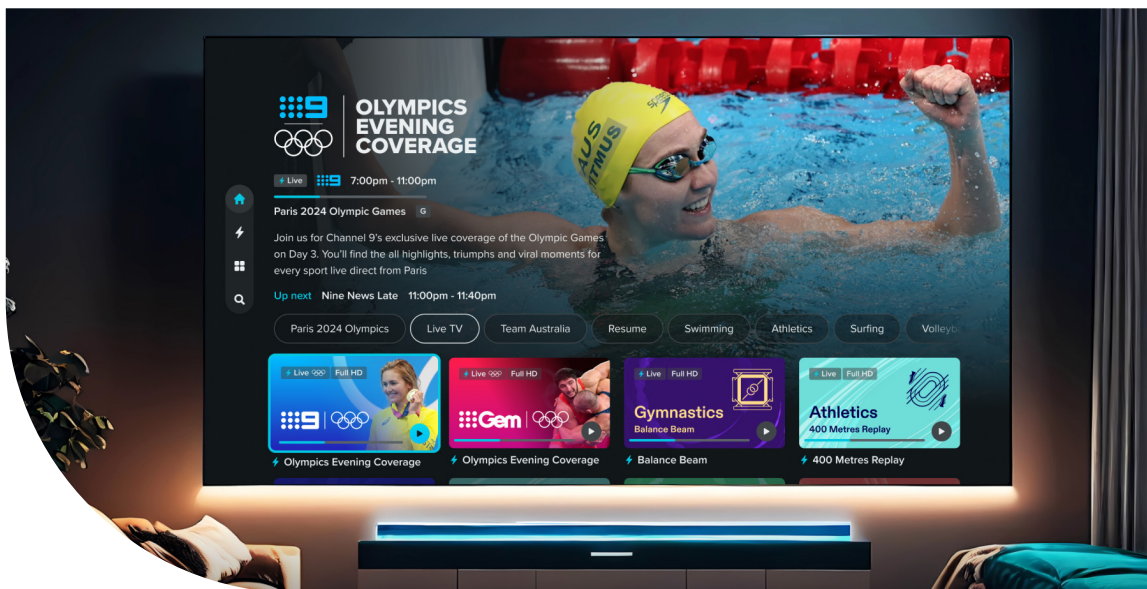 9
OLYMPICS
EVENING
COVERAGE
Live 9 7:00pm - 11:00pm
Paris 2024 Olympic Games G
Join us for Channel 9's exclusive live coverage of the Olympic Games
on Day 3. You'll find the all highlights, triumphs and viral moments for
every sport live direct from Paris
Up next Nine News Late 11:00pm - 11:40pm
Paris 2024 Olympics Live TV Team Australia Resume Swimming Athletics Surfing
speedo
AUS
TITMUS
Live Full HD
9
Olympics Evening Coverage
Live Full HD
Gem
Olympics Evening Coverage
Live Full HD
Gymnastics
Balance Beam
Balance Beam
Live Full HD
Athletics
400 Metres Replay
400 Metres Replay